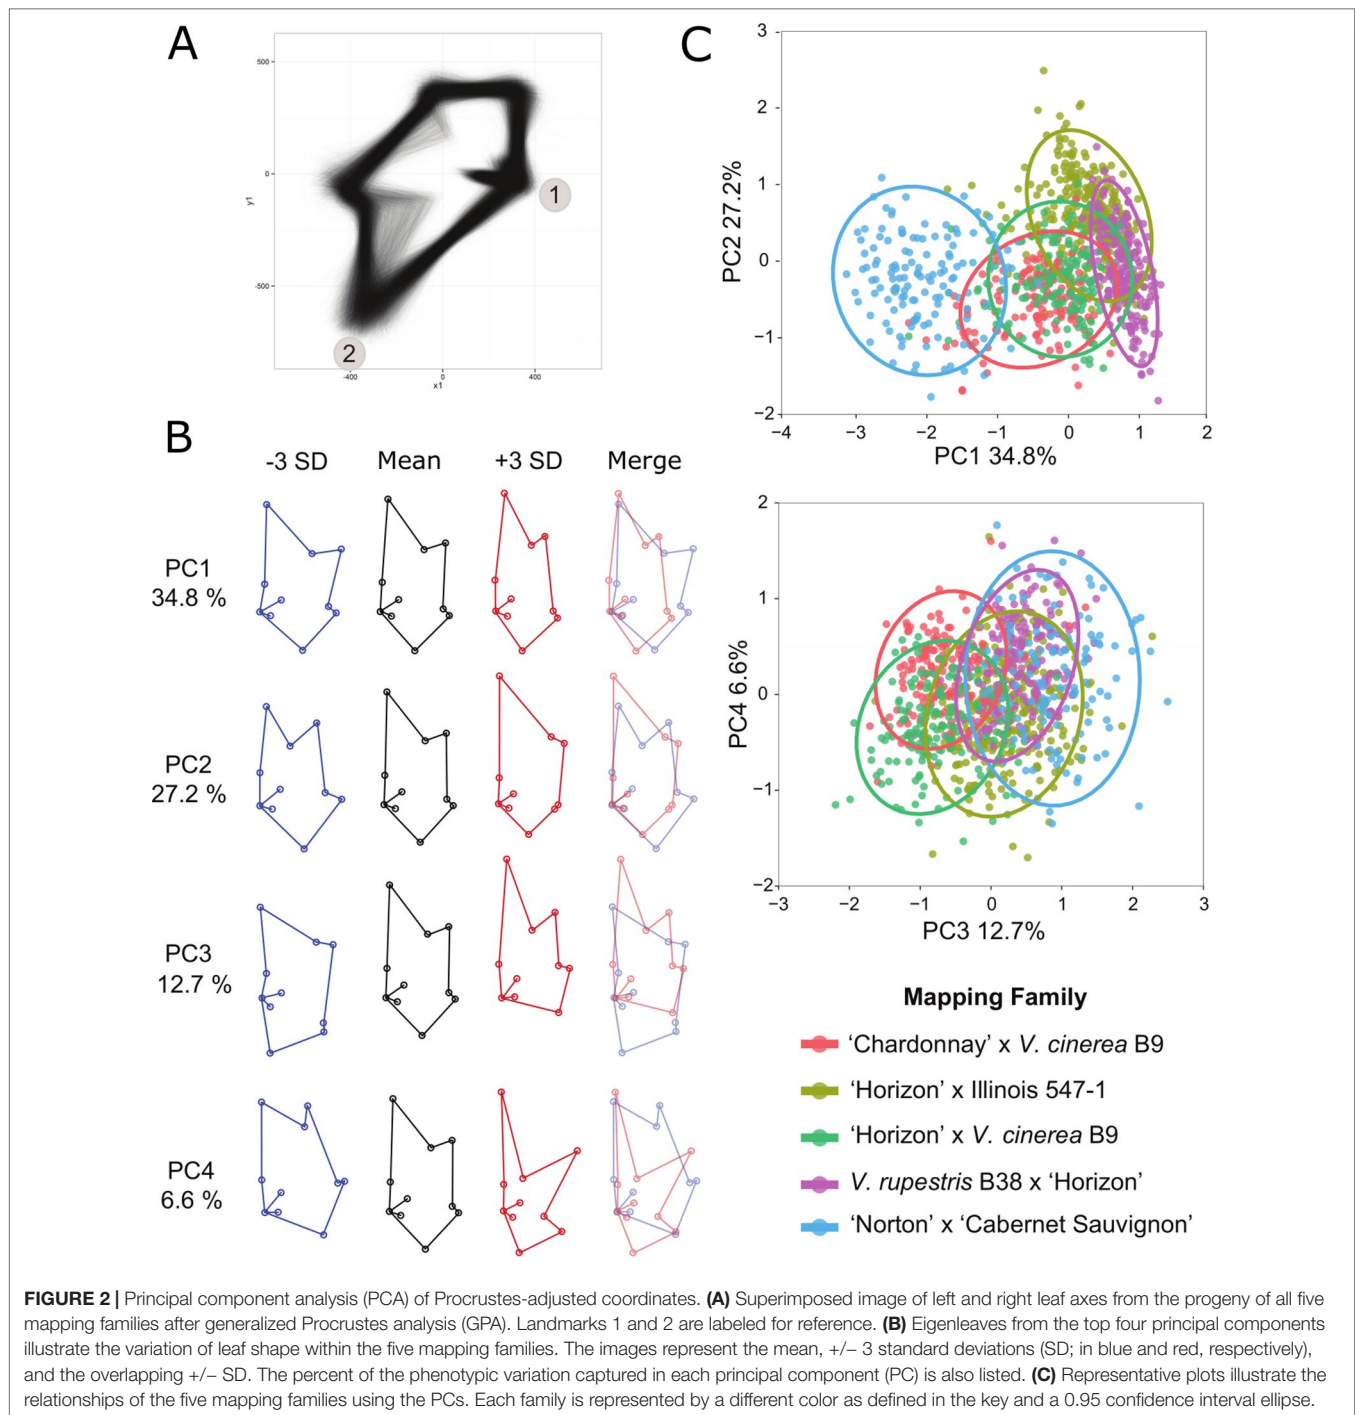 A
500
0
-500
y1
-400
0
400
x1
1
2
B
-3 SD
Mean
+3 SD
Merge
PC1
34.8 %
PC2
27.2 %
PC3
12.7 %
PC4
6.6 %
C
3
2
1
0
−1
−2
PC2 27.2%
−4
−3
−2
−1
0
1
2
PC1 34.8%
2
1
0
−1
−2
PC4 6.6%
−3
−2
−1
0
1
2
3
PC3 12.7%
Mapping Family
‘Chardonnay’ x V. cinerea B9
‘Horizon’ x Illinois 547-1
‘Horizon’ x V. cinerea B9
V. rupestris B38 x ‘Horizon’
‘Norton’ x ‘Cabernet Sauvignon’
FIGURE 2 | Principal component analysis (PCA) of Procrustes-adjusted coordinates. (A) Superimposed image of left and right leaf axes from the progeny of all five
mapping families after generalized Procrustes analysis (GPA). Landmarks 1 and 2 are labeled for reference. (B) Eigenleaves from the top four principal components
illustrate the variation of leaf shape within the five mapping families. The images represent the mean, +/− 3 standard deviations (SD; in blue and red, respectively),
and the overlapping +/− SD. The percent of the phenotypic variation captured in each principal component (PC) is also listed. (C) Representative plots illustrate the
relationships of the five mapping families using the PCs. Each family is represented by a different color as defined in the key and a 0.95 confidence interval ellipse.